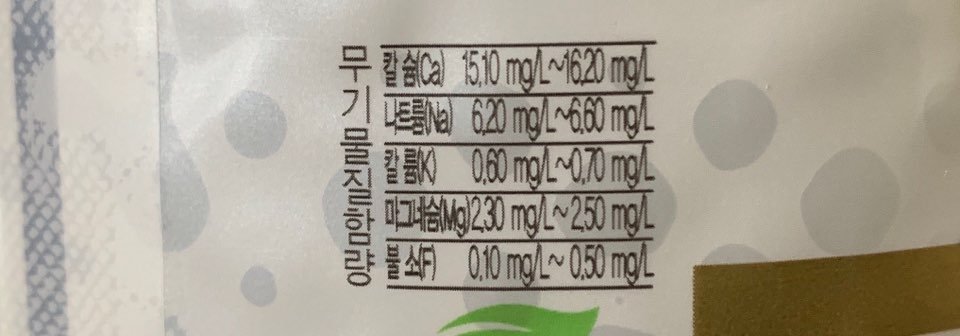 무기물질함량
칼슘(Ca) 15.10 mg/L~16.20 mg/L
나트륨(Na) 6.20 mg/L~6.60 mg/L
칼륨(K) 0.60 mg/L~0.70 mg/L
마그네슘(Mg) 2.30 mg/L~2.50 mg/L
불소(F) 0.10 mg/L~ 0.50 mg/L